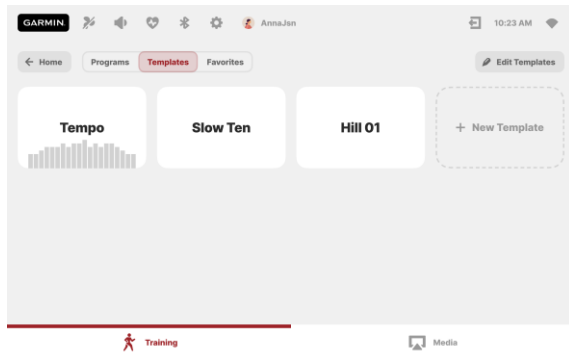 GARMIN AnnaJsn 10:23 AM
Home Programs Templates Favorites Edit Templates
Tempo Slow Ten Hill 01 + New Template
Training Media